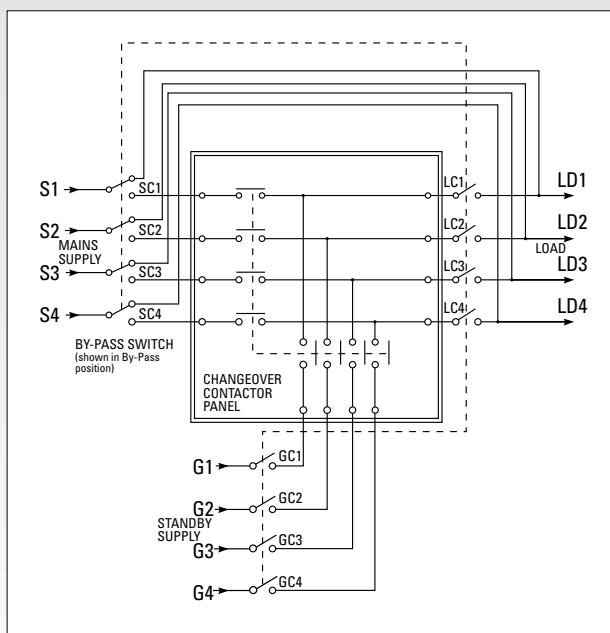 S1
SC1
LC1
LD1
S2
SC2
LC2
LD2
MAINS
SUPPLY
LOAD
S3
SC3
LC3
LD3
S4
SC4
LC4
LD4
BY-PASS SWITCH
(shown in By-Pass
position)
CHANGEOVER
CONTACTOR
PANEL
G1
GC1
G2
GC2
STANDBY
SUPPLY
G3
GC3
G4
GC4